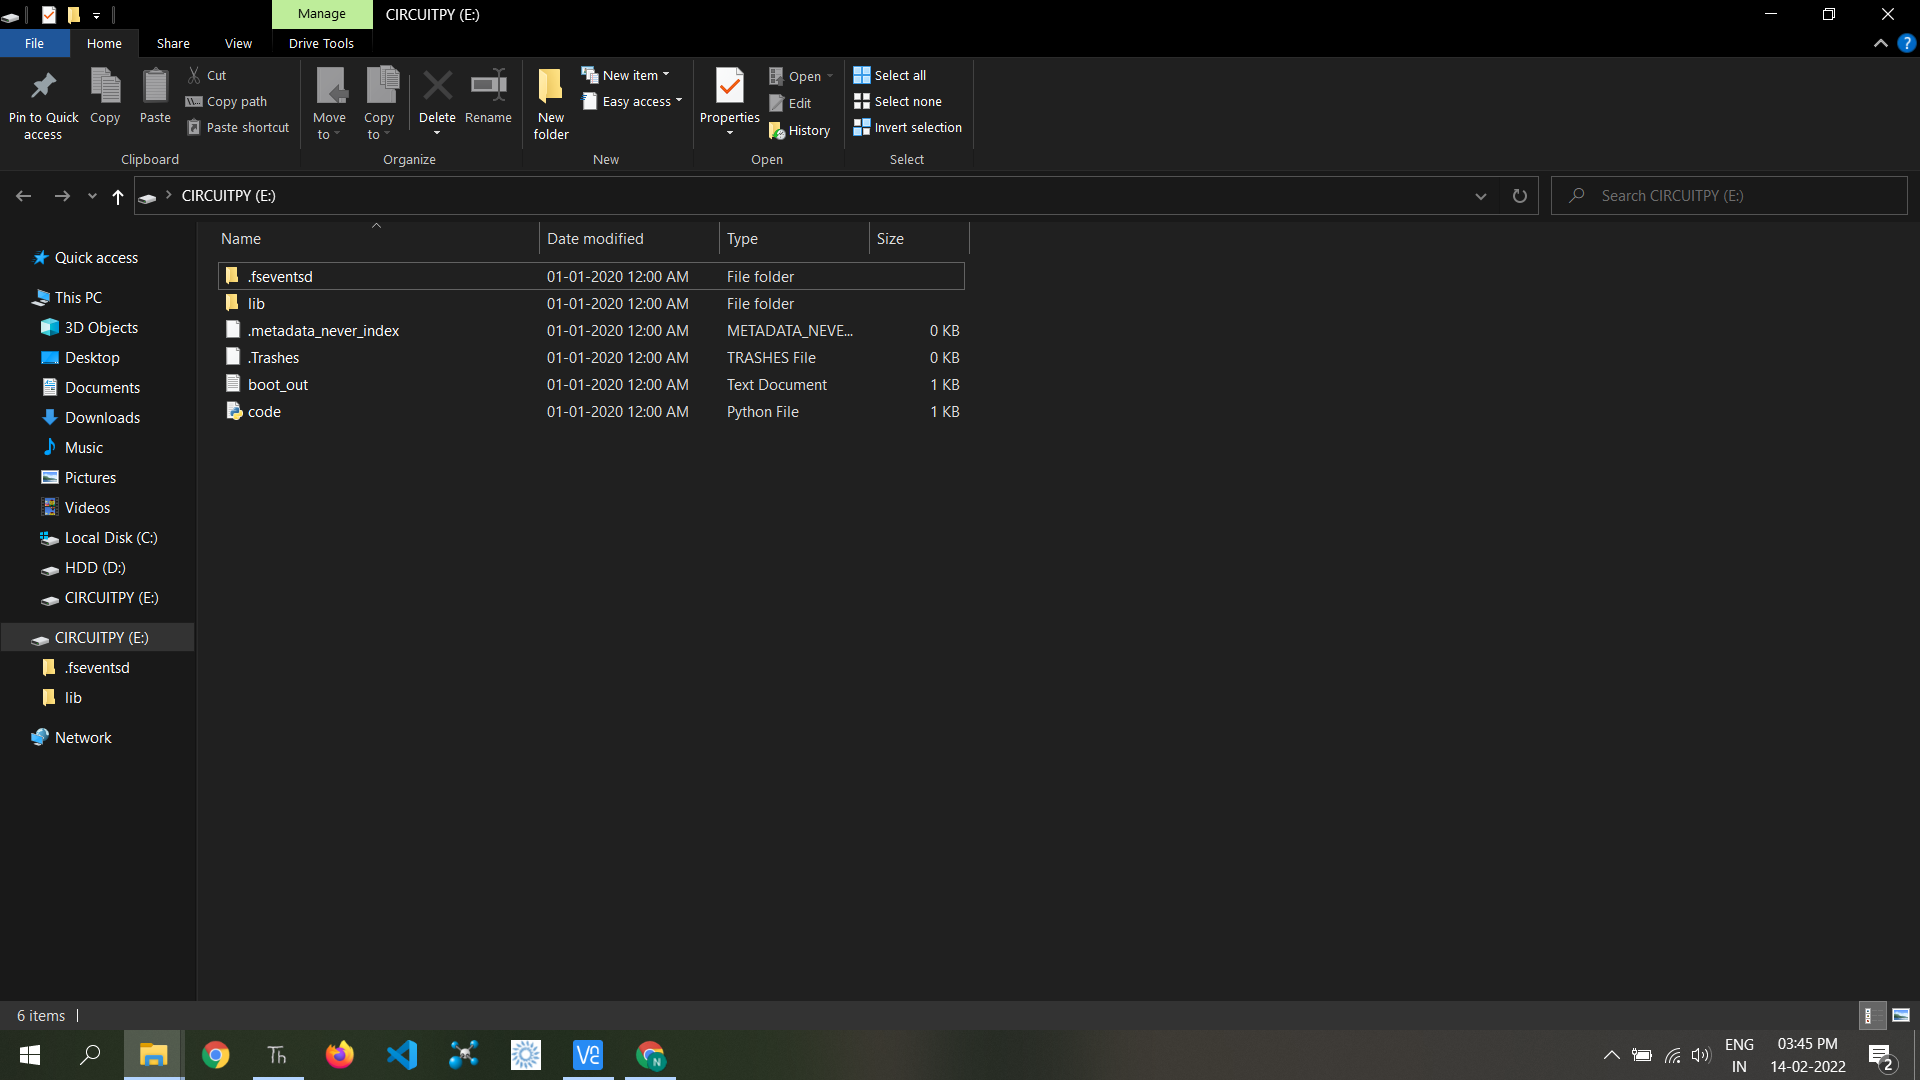 Manage
CIRCUITPY (E:)
File
Home
Share
View
Drive Tools
Pin to Quick access
Copy
Paste
Cut
Copy path
Paste shortcut
Clipboard
Move to
Copy to
Delete
Rename
Organize
New folder
New item
Easy access
New
Properties
Open
Edit
History
Open
Select all
Select none
Invert selection
Select
CIRCUITPY (E:)
Search CIRCUITPY (E:)
Name Date modified Type Size
.fseventsd 01-01-2020 12:00 AM File folder
lib 01-01-2020 12:00 AM File folder
.metadata_never_index 01-01-2020 12:00 AM METADATA_NEVE... 0 KB
.Trashes 01-01-2020 12:00 AM TRASHES File 0 KB
boot_out 01-01-2020 12:00 AM Text Document 1 KB
code 01-01-2020 12:00 AM Python File 1 KB
Quick access
This PC
3D Objects
Desktop
Documents
Downloads
Music
Pictures
Videos
Local Disk (C:)
HDD (D:)
CIRCUITPY (E:)
CIRCUITPY (E:)
.fseventsd
lib
Network
6 items
Th
N
ENG
IN
03:45 PM
14-02-2022
2